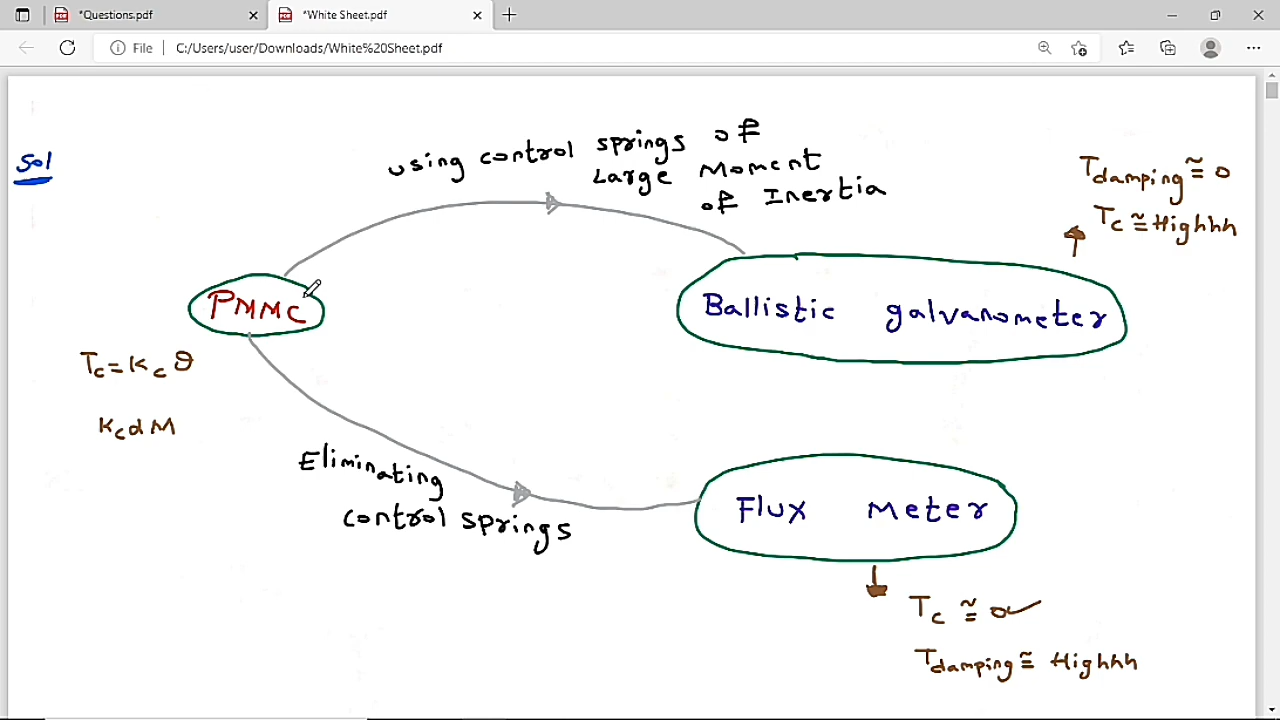 *Questions.pdf
*White Sheet.pdf
File
C:/Users/user/Downloads/White%20Sheet.pdf
Sol
using control springs of
Large Moment
of Inertia
Tdamping ≅ 0
Tc ≅ Highhh
PMMC
Ballistic galvanometer
Tc = Kc θ
Kc α M
Eliminating
control springs
Flux Meter
Tc ≅ 0
Tdamping ≅ Highhh